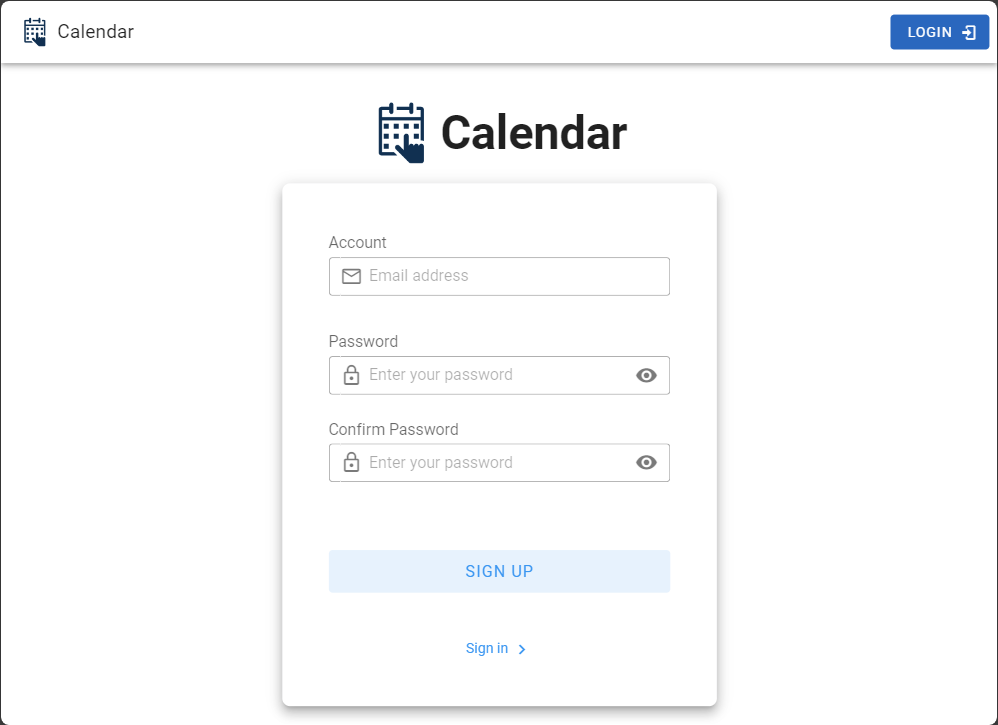 Calendar
LOGIN
Calendar
Account
Email address
Password
Enter your password
Confirm Password
Enter your password
SIGN UP
Sign in